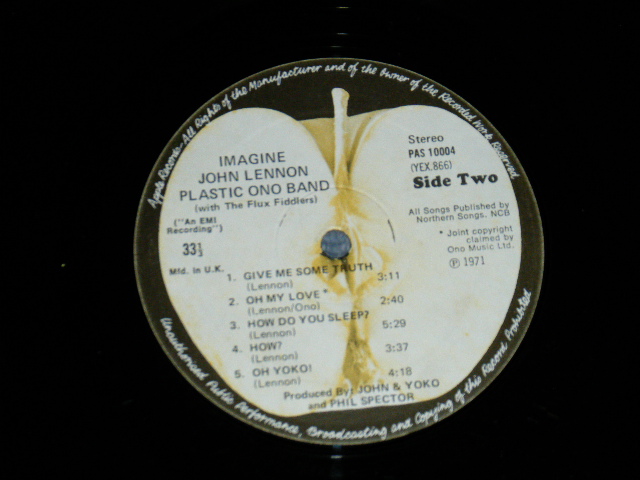 Apple Records-All Rights of the Manufacturer and of the Owner of the Recorded Work Reserved
IMAGINE
JOHN LENNON
PLASTIC ONO BAND
(with The Flux Fiddlers)
("An EMI
Recording")
33⅓
Mfd. in U.K.
Stereo
PAS 10004
(YEX.866)
Side Two
All Songs Published by
Northern Songs, NCB
* Joint copyright
claimed by
Ono Music Ltd.
℗ 1971
1. GIVE ME SOME TRUTH 3:11
(Lennon)
2. OH MY LOVE * 2:40
(Lennon/Ono)
3. HOW DO YOU SLEEP? 5:29
(Lennon)
4. HOW? 3:37
(Lennon)
5. OH YOKO! 4:18
(Lennon)
Produced By: JOHN & YOKO
and PHIL SPECTOR
Unauthorised Public Performance, Broadcasting and Copying of this Record Prohibited